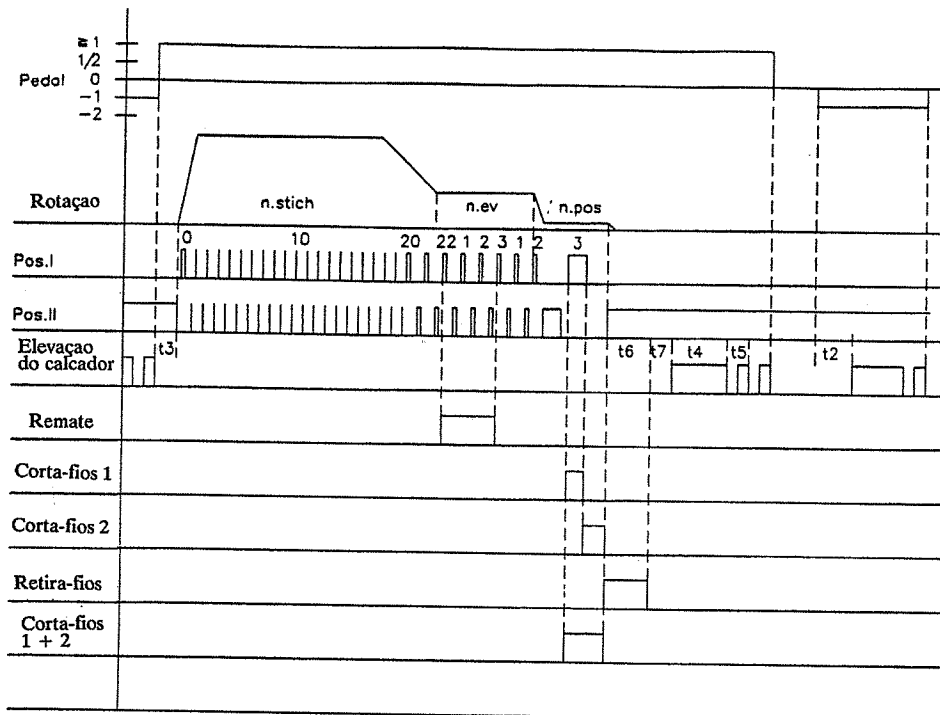 ≥ 1
1/2
Pedal 0
-1
-2
Rotaçao n.stich n.ev n.pos
0 10 20 22 1 2 3 1 2 3
Pos.I
Pos.II
Elevaçao
do calcador t3 t6 t7 t4 t5 t2
Remate
Corta-fios 1
Corta-fios 2
Retira-fios
Corta-fios
1 + 2